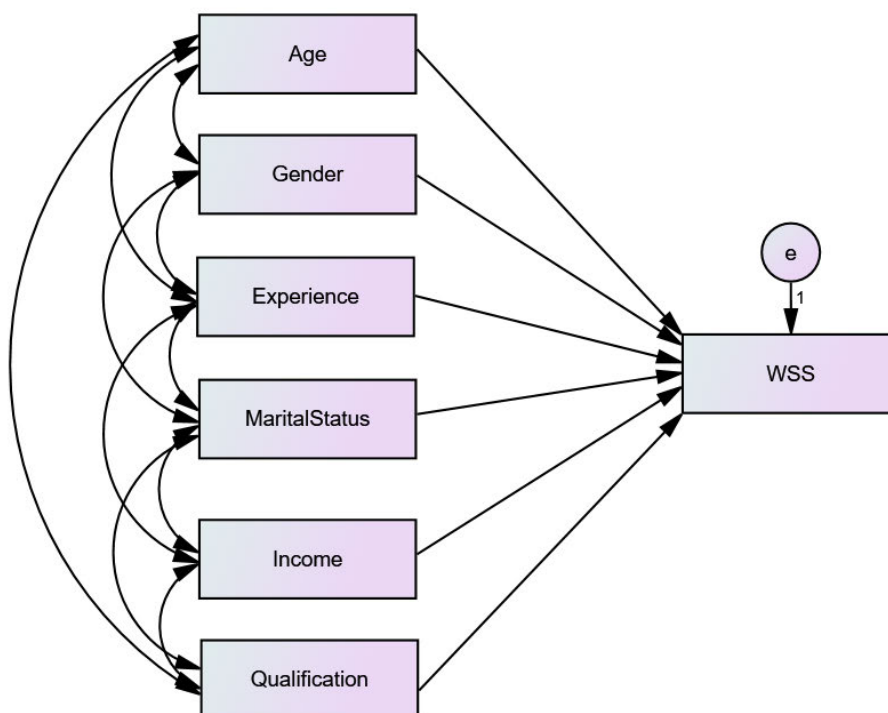 Age
Gender
e
Experience
1
MaritalStatus
WSS
Income
Qualification